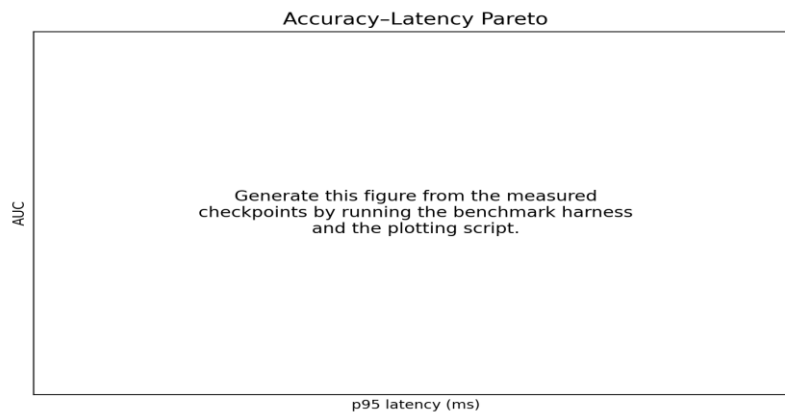 Accuracy–Latency Pareto
AUC
Generate this figure from the measured
checkpoints by running the benchmark harness
and the plotting script.
p95 latency (ms)